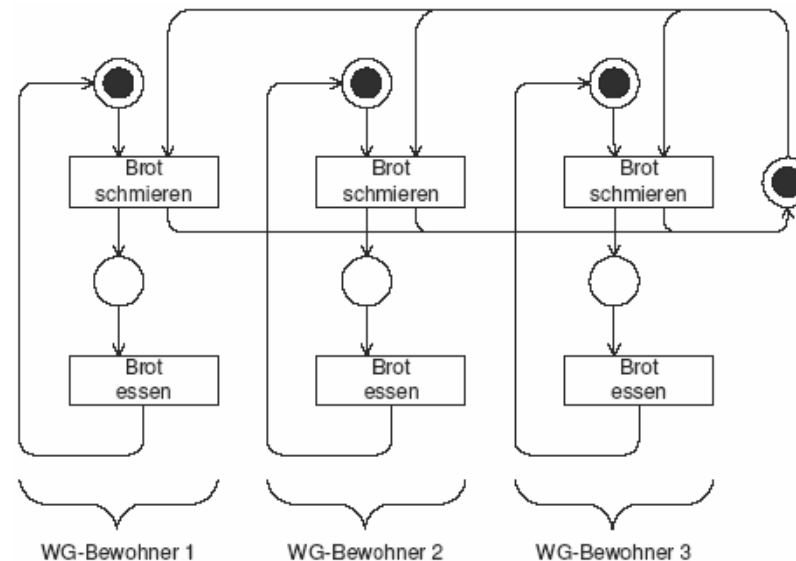 Brot
schmieren
Brot
schmieren
Brot
schmieren
Brot
essen
Brot
essen
Brot
essen
WG-Bewohner 1
WG-Bewohner 2
WG-Bewohner 3